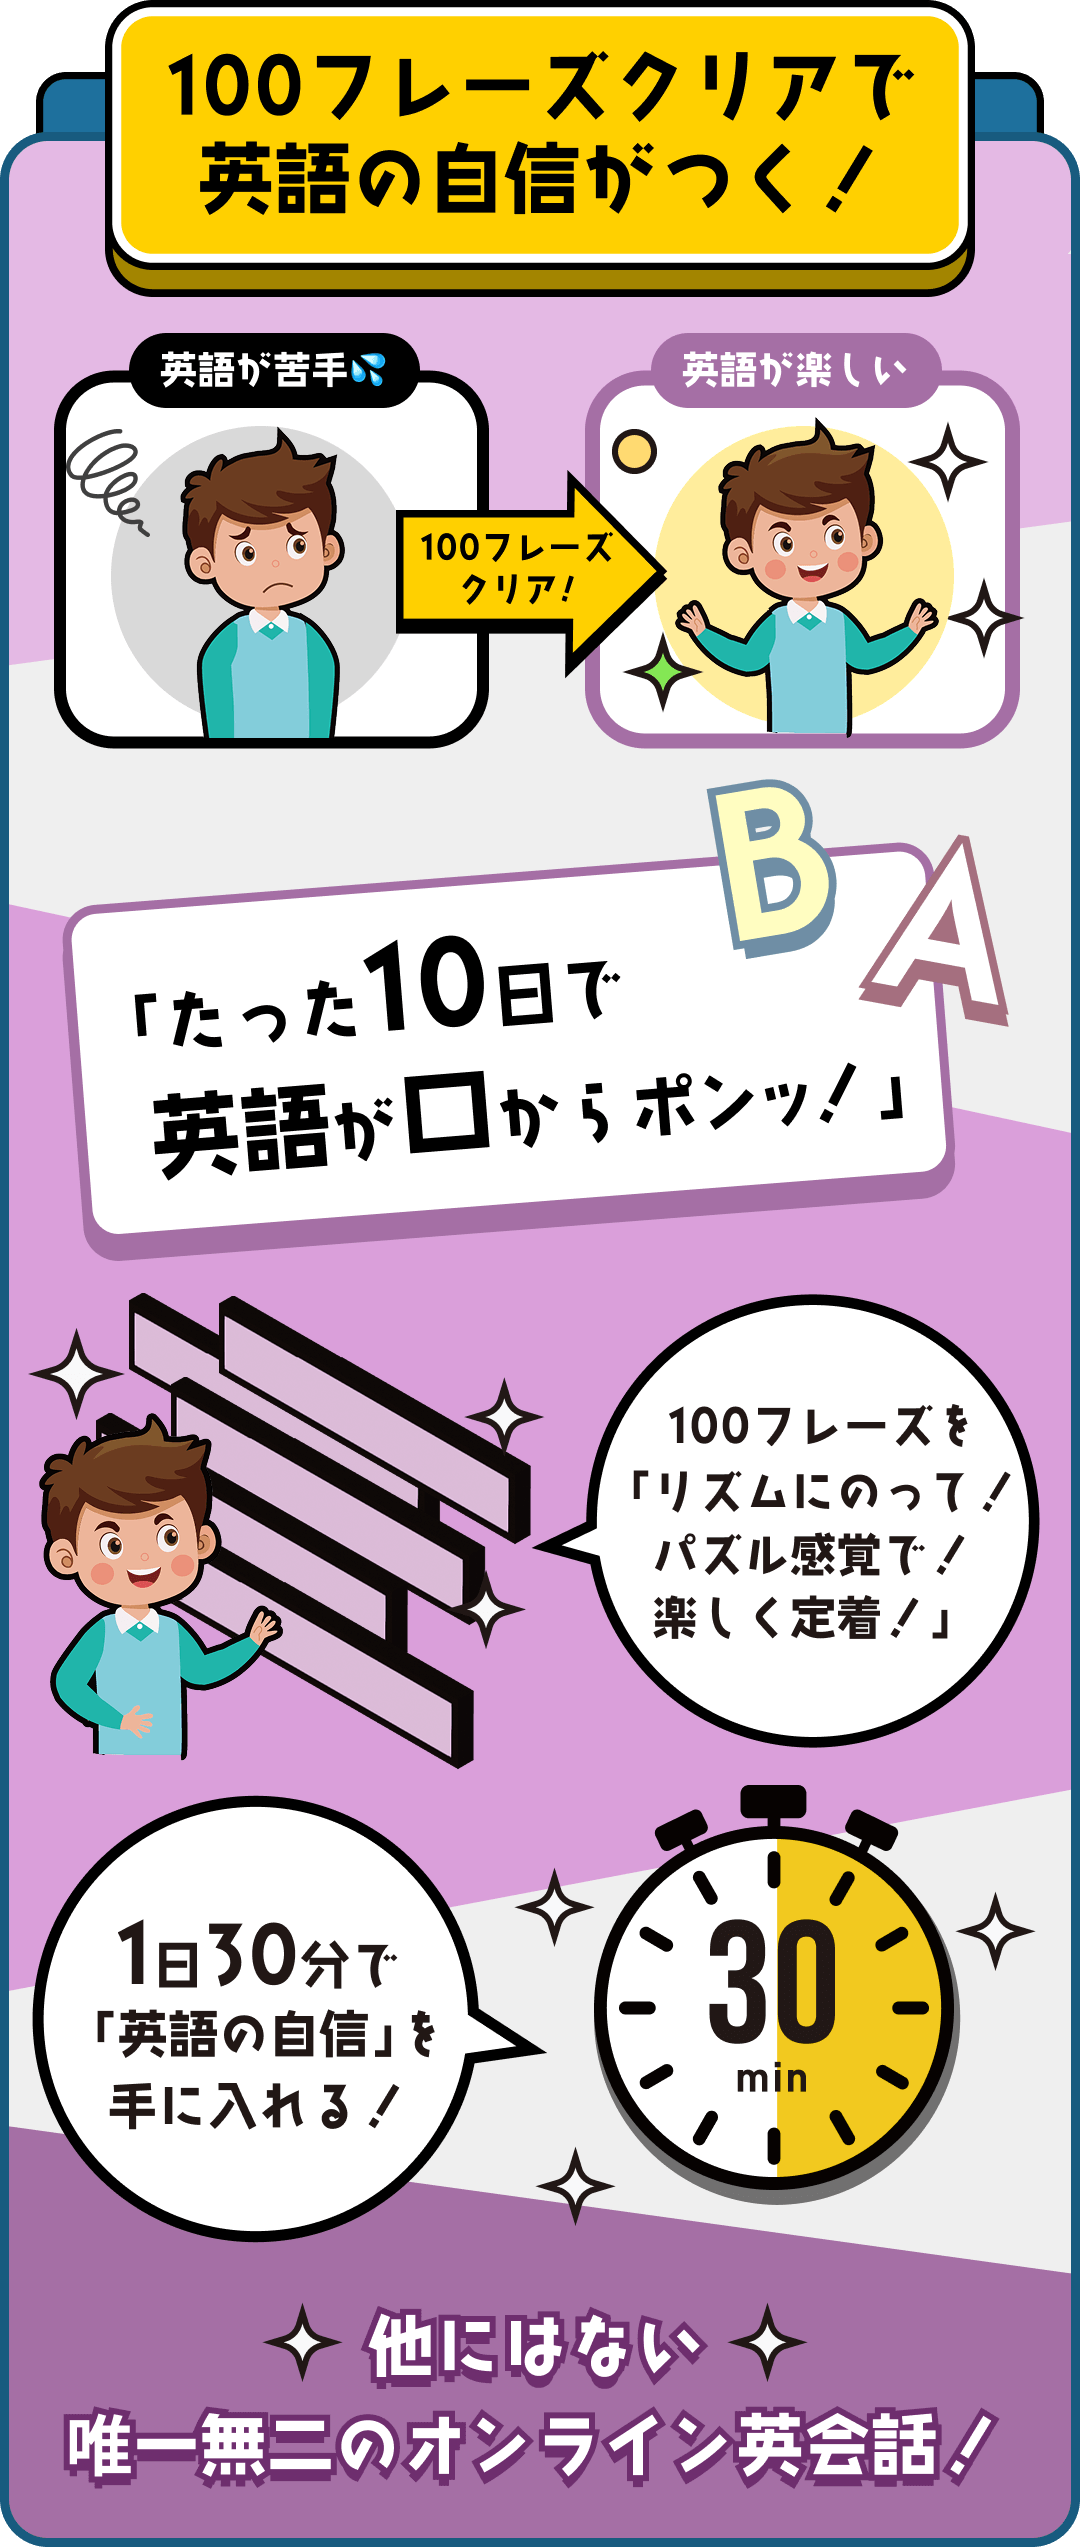 100フレーズクリアで
英語の自信がつく！
英語が苦手💦
英語が楽しい
100フレーズ
クリア！
B
A
「たった10日で
英語が口からポンッ！」
100フレーズを
「リズムにのって！
パズル感覚で！
楽しく定着！」
1日30分で
「英語の自信」を
手に入れる！
30
min
他にはない
唯一無二のオンライン英会話！